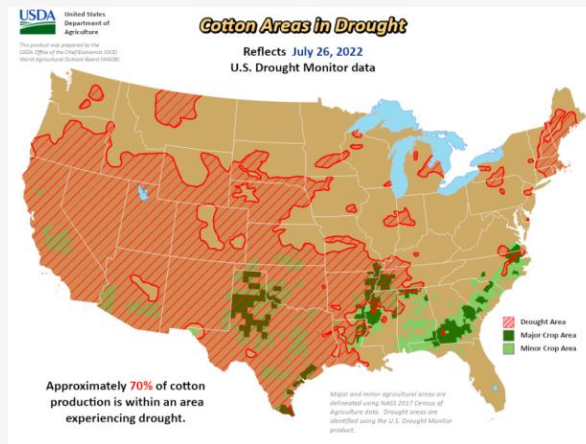 USDA
United States
Department of
Agriculture
This product was prepared by the
USDA Office of the Chief Economist (OCE)
World Agricultural Outlook Board (WAOB)
Cotton Areas in Drought
Reflects July 26, 2022
U.S. Drought Monitor data
Drought Area
Major Crop Area
Minor Crop Area
Approximately 70% of cotton
production is within an area
experiencing drought.
Major and minor agricultural areas are
delineated using NASS 2017 Census of
Agriculture data. Drought areas are
identified using the U.S. Drought Monitor
product.